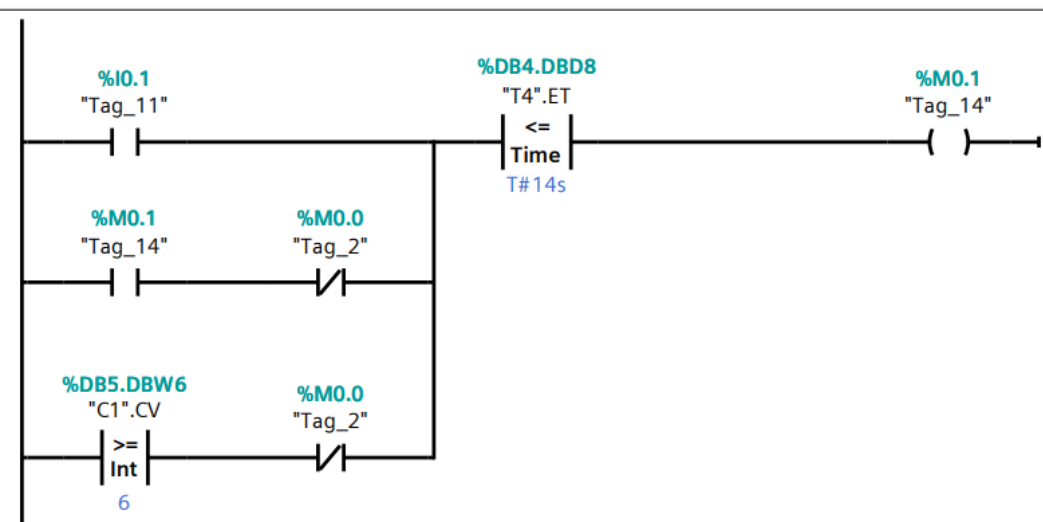 %I0.1
"Tag_11"
%DB4.DBD8
"T4".ET
<=
Time
T#14s
%M0.1
"Tag_14"
%M0.1
"Tag_14"
%M0.0
"Tag_2"
%DB5.DBW6
"C1".CV
>=
Int
6
%M0.0
"Tag_2"